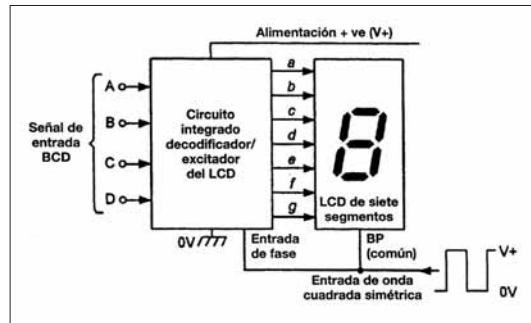 Alimentación + ve (V+)
Señal de
entrada
BCD
A
B
C
D
Circuito
integrado
decodificador/
excitador
del LCD
a
b
c
d
e
f
g
LCD de siete
segmentos
0V
Entrada
de fase
BP
(común)
Entrada de onda
cuadrada simétrica
V+
0V